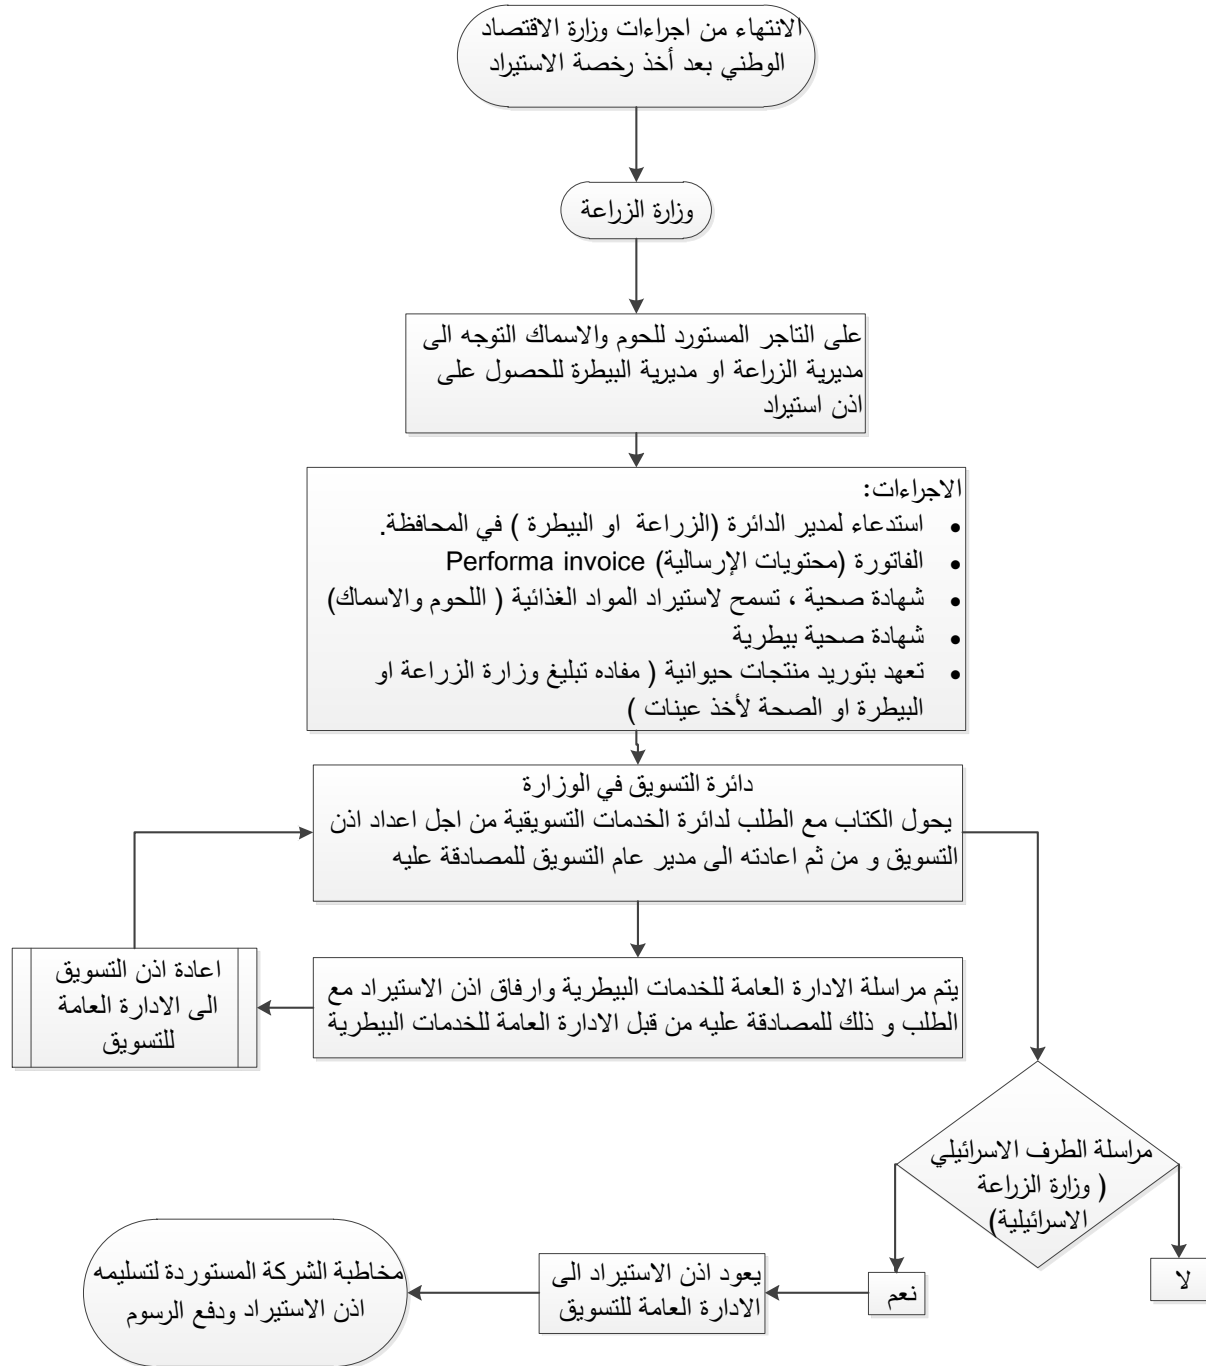 الانتهاء من اجراءات وزارة الاقتصاد
الوطني بعد أخذ رخصة الاستيراد
وزارة الزراعة
على التاجر المستورد للحوم والاسماك التوجه الى
مديرية الزراعة او مديرية البيطرة للحصول على
اذن استيراد
الاجراءات:
• استدعاء لمدير الدائرة (الزراعة او البيطرة ) في المحافظة.
• الفاتورة (محتويات الإرسالية) Performa invoice
• شهادة صحية ، تسمح لاستيراد المواد الغذائية ( اللحوم والاسماك)
• شهادة صحية بيطرية
• تعهد بتوريد منتجات حيوانية ( مفاده تبليغ وزارة الزراعة او
البيطرة او الصحة لأخذ عينات )
دائرة التسويق في الوزارة
يحول الكتاب مع الطلب لدائرة الخدمات التسويقية من اجل اعداد اذن
التسويق و من ثم اعادته الى مدير عام التسويق للمصادقة عليه
يتم مراسلة الادارة العامة للخدمات البيطرية وارفاق اذن الاستيراد مع
الطلب و ذلك للمصادقة عليه من قبل الادارة العامة للخدمات البيطرية
اعادة اذن التسويق
الى الادارة العامة
للتسويق
مراسلة الطرف الاسرائيلي
( وزارة الزراعة
الاسرائيلية)
لا
نعم
يعود اذن الاستيراد الى
الادارة العامة للتسويق
مخاطبة الشركة المستوردة لتسليمه
اذن الاستيراد ودفع الرسوم